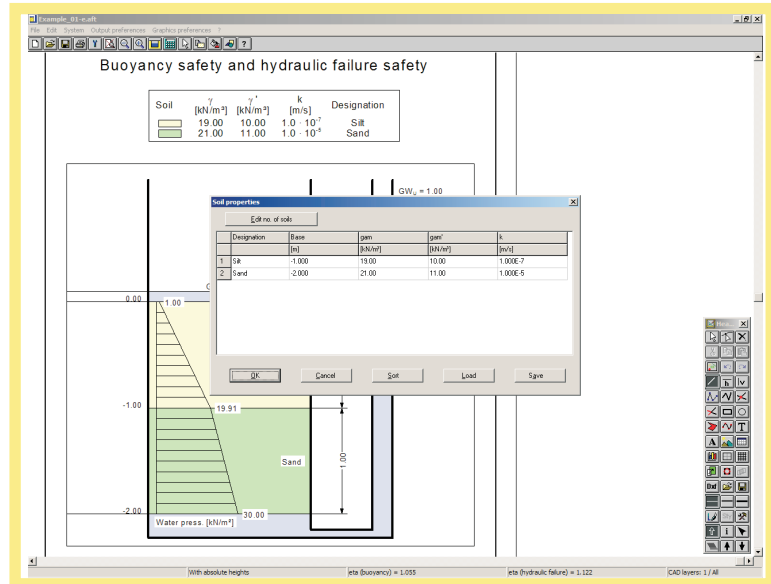 Example_01-e.aft
File Edit System Output preferences Graphics preferences ?
Buoyancy safety and hydraulic failure safety
Soil γ [kN/m³] γ' [kN/m³] k [m/s] Designation
19.00 10.00 1.0 · 10⁻⁷ Silt
21.00 11.00 1.0 · 10⁻⁵ Sand
GWᵤ = 1.00
Soil properties
Edit no. of soils
Designation Base gam gam' k
[m] [kN/m³] [kN/m³] [m/s]
1 Silt -1.000 19.00 10.00 1.000E-7
2 Sand -2.000 21.00 11.00 1.000E-5
OK Cancel Sort Load Save
0.00
1.00
-1.00
19.91
Sand
1.00
-2.00
30.00
Water press. [kN/m²]
With absolute heights eta (buoyancy) = 1.055 eta (hydraulic failure) = 1.122 CAD layers: 1 / All